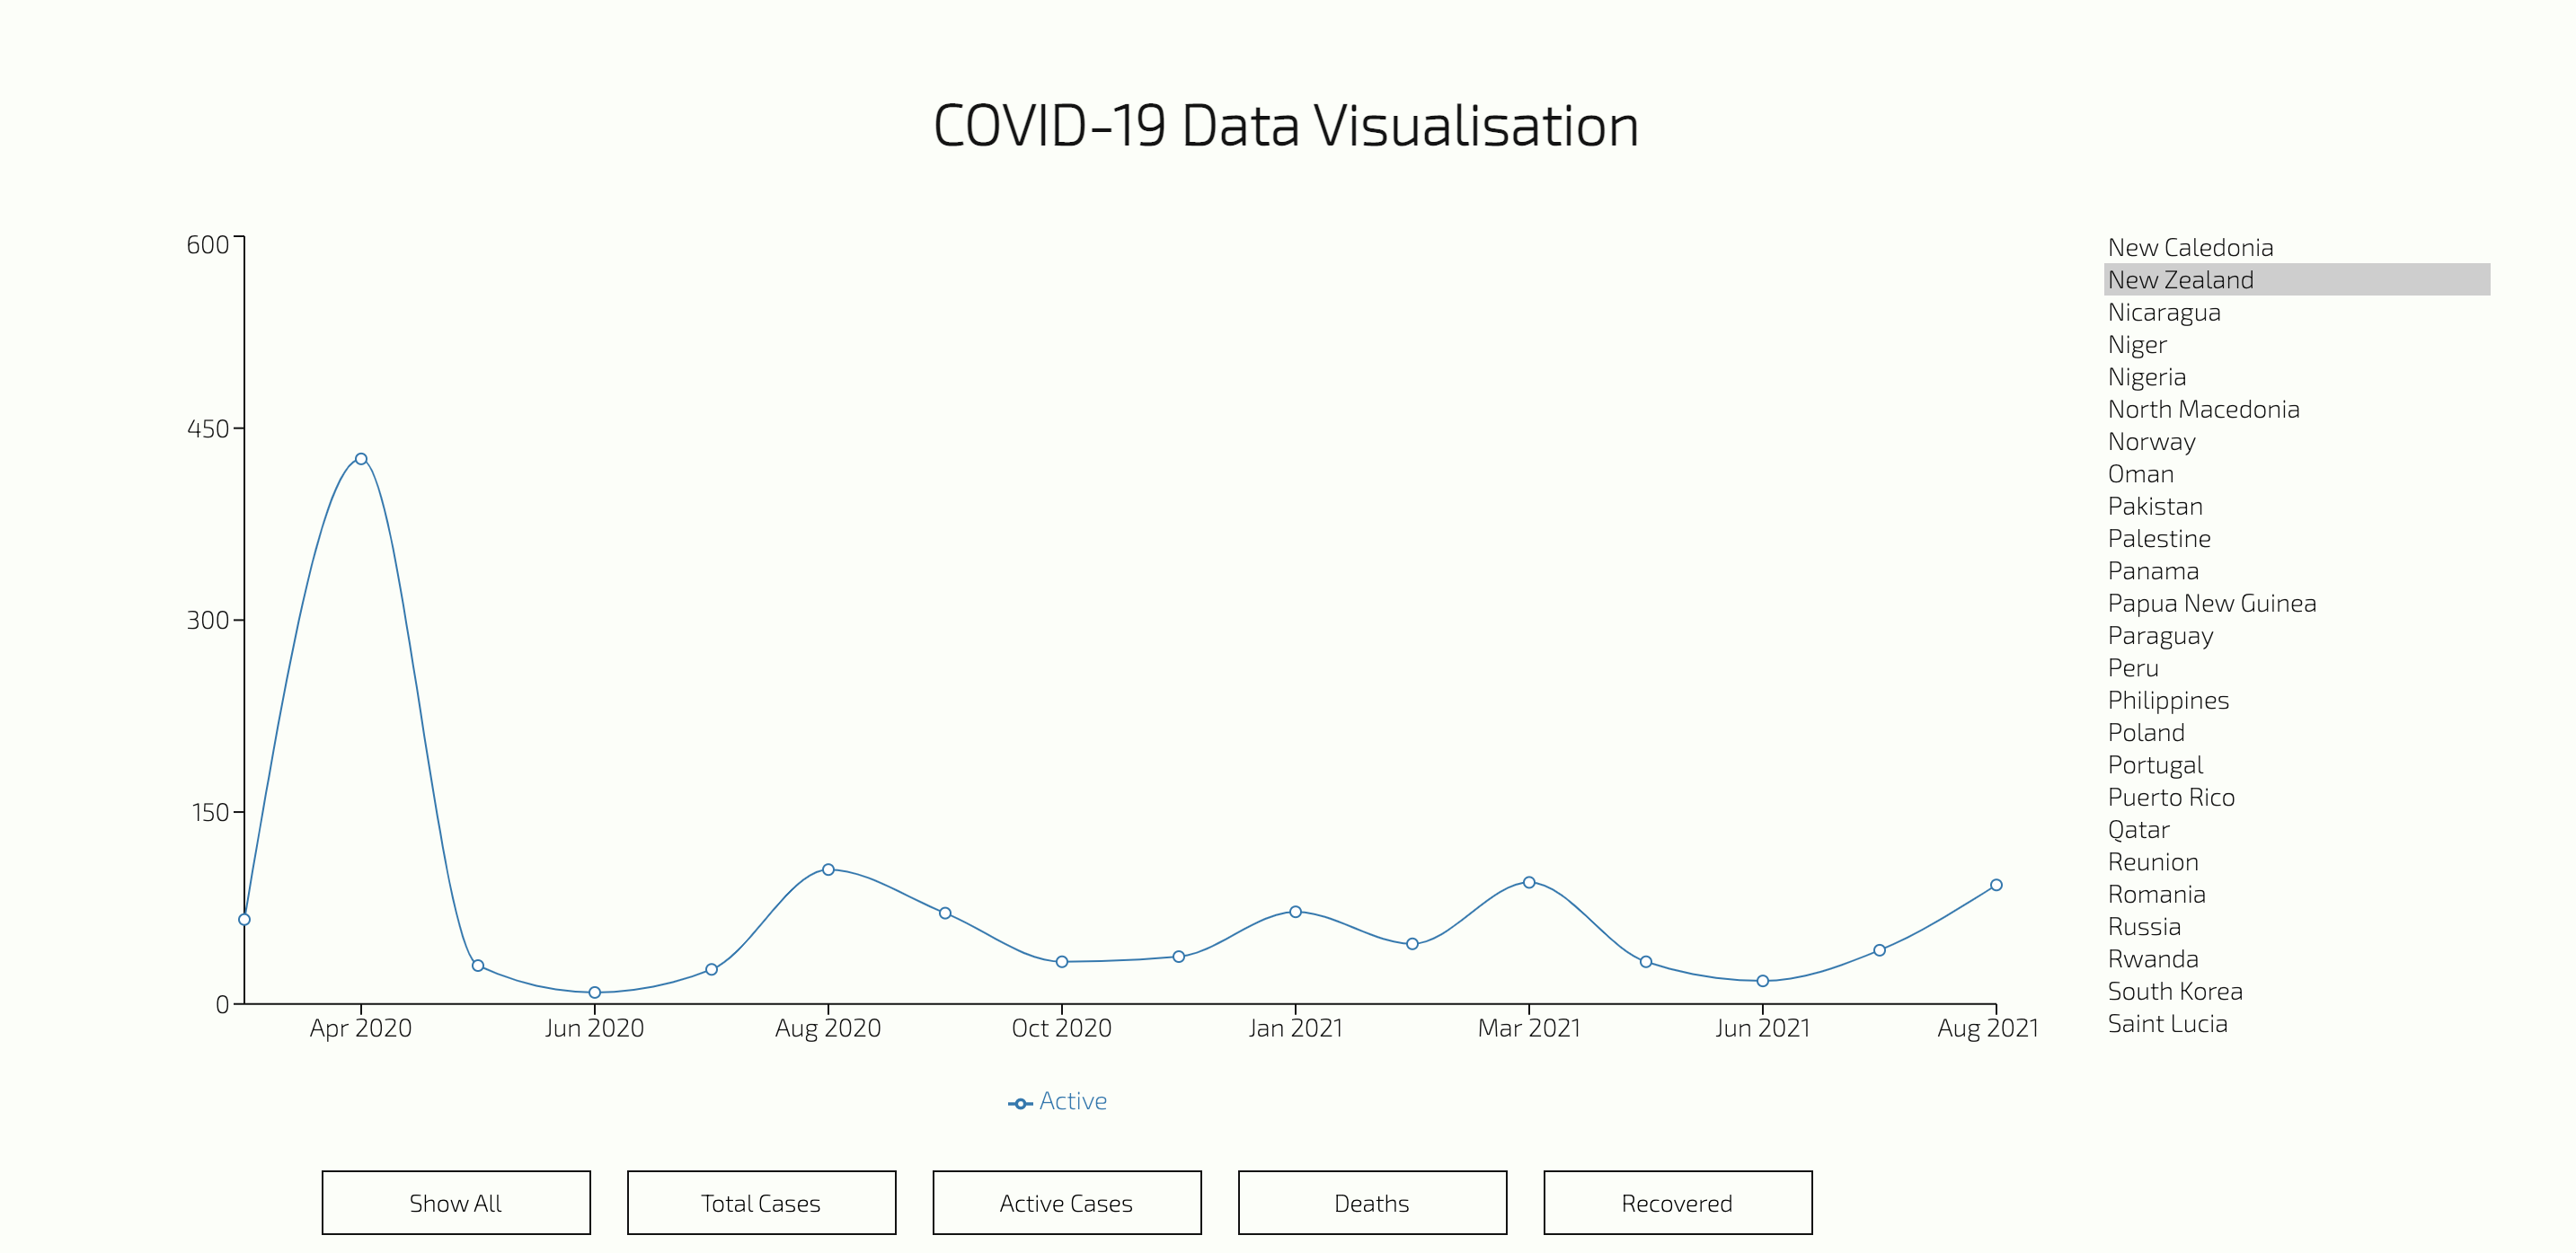 COVID-19 Data Visualisation
600
450
300
150
0
Apr 2020
Jun 2020
Aug 2020
Oct 2020
Jan 2021
Mar 2021
Jun 2021
Aug 2021
Active
New Caledonia
New Zealand
Nicaragua
Niger
Nigeria
North Macedonia
Norway
Oman
Pakistan
Palestine
Panama
Papua New Guinea
Paraguay
Peru
Philippines
Poland
Portugal
Puerto Rico
Qatar
Reunion
Romania
Russia
Rwanda
South Korea
Saint Lucia
Show All
Total Cases
Active Cases
Deaths
Recovered